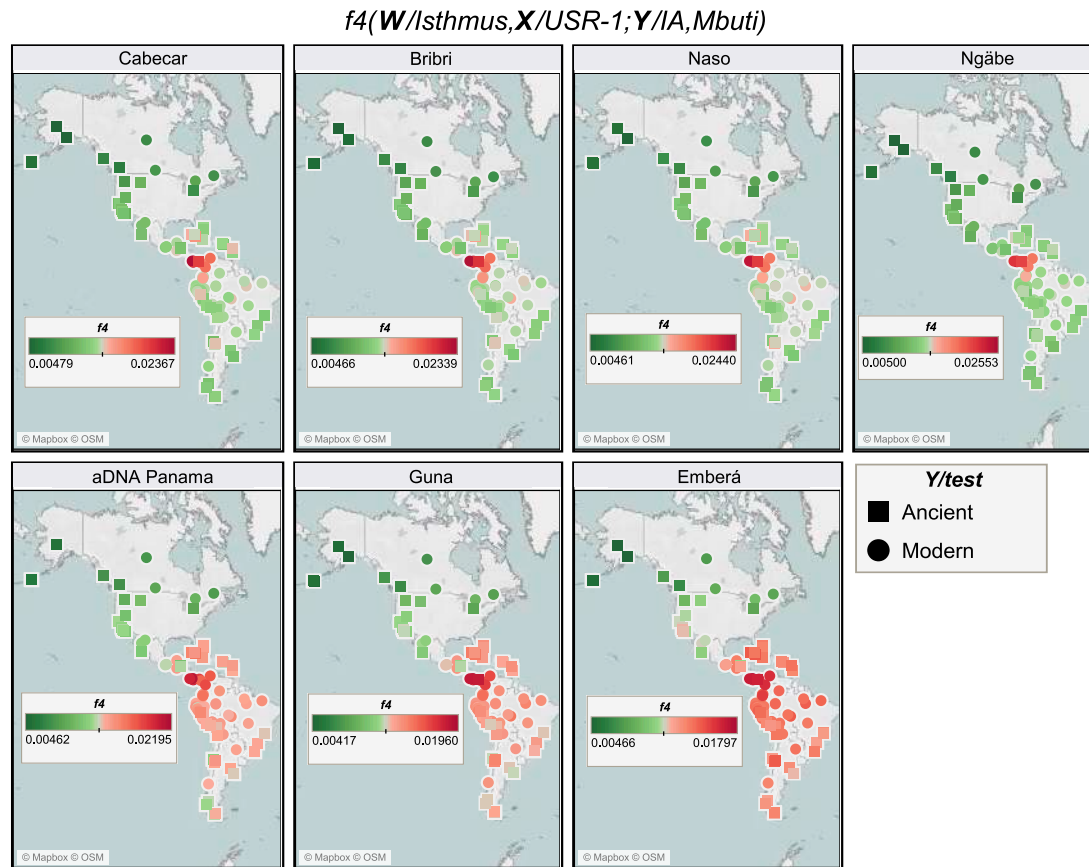 f4(W/Isthmus,X/USR-1;Y/IA,Mbuti)
Cabecar
Bribri
Naso
Ngäbe
f4
0.00479 0.02367
f4
0.00466 0.02339
f4
0.00461 0.02440
f4
0.00500 0.02553
© Mapbox © OSM
© Mapbox © OSM
© Mapbox © OSM
© Mapbox © OSM
aDNA Panama
Guna
Emberá
Y/test
Ancient
Modern
f4
0.00462 0.02195
f4
0.00417 0.01960
f4
0.00466 0.01797
© Mapbox © OSM
© Mapbox © OSM
© Mapbox © OSM